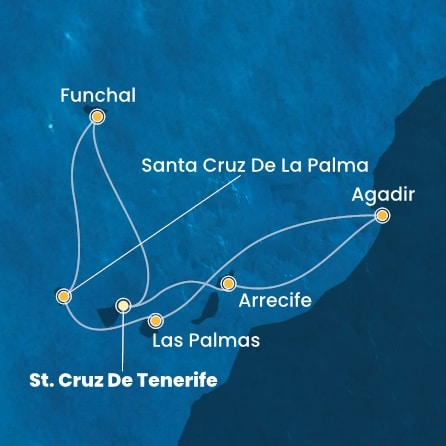 Funchal
Santa Cruz De La Palma
Agadir
Arrecife
Las Palmas
St. Cruz De Tenerife